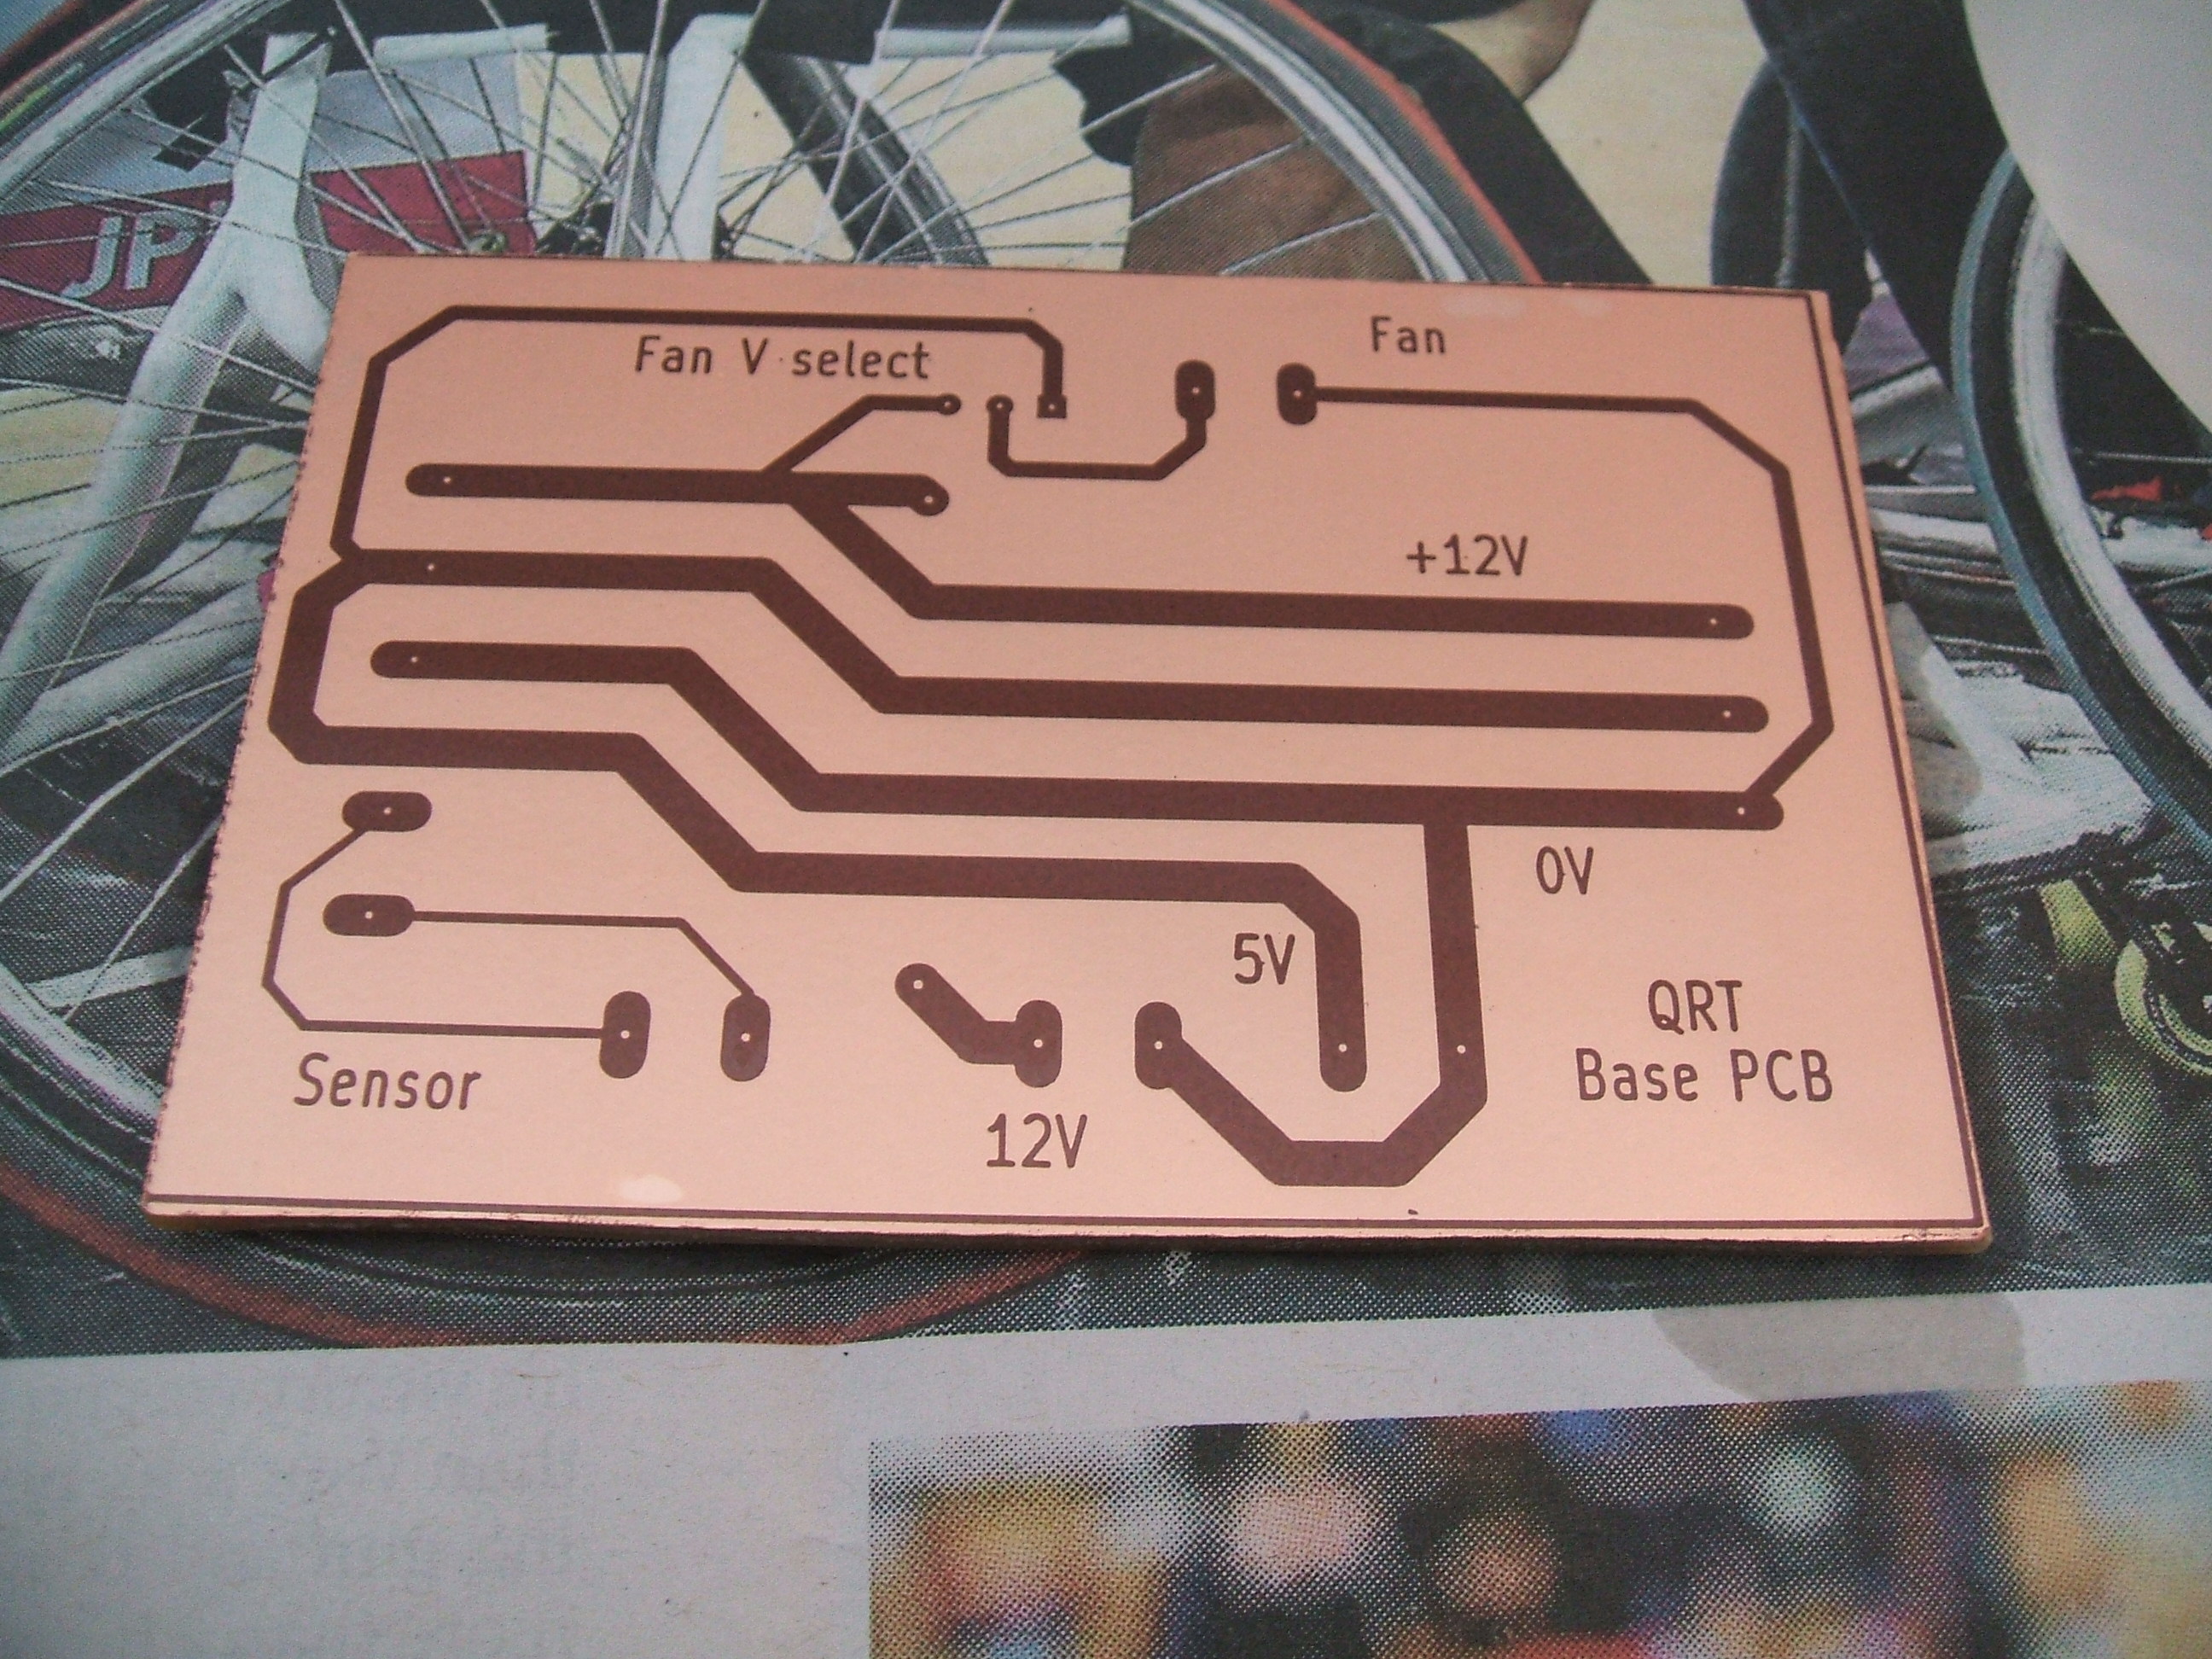 JP
Fan
Fan V select
+12V
0V
5V
QRT
Base PCB
Sensor
12V